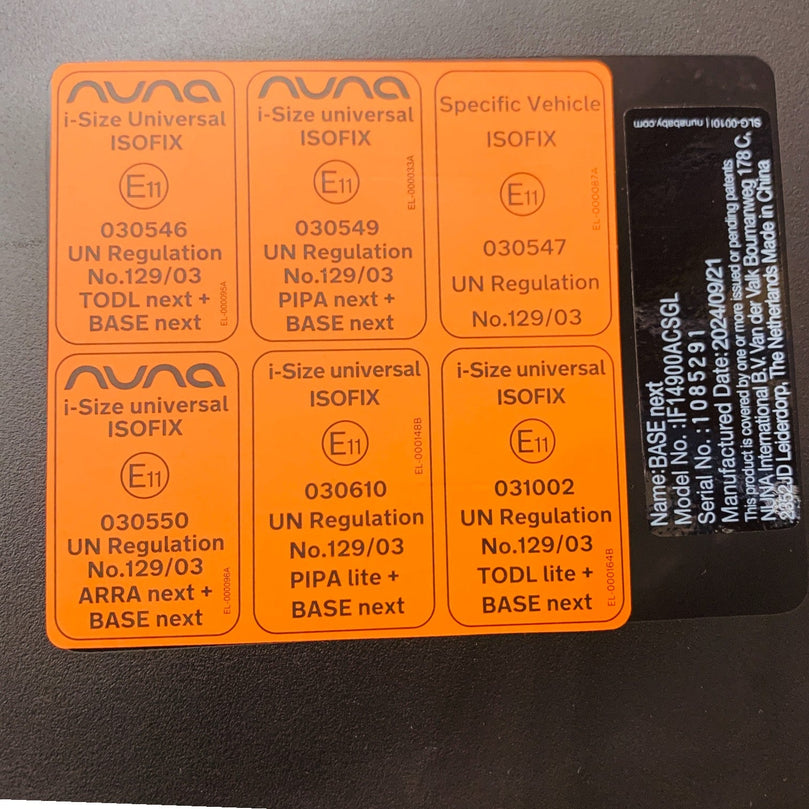 nuna
i-Size Universal
ISOFIX
E11
030546
UN Regulation
No.129/03
TODL next +
BASE next
EL-000095A
nuna
i-Size universal
ISOFIX
E11
EL-000033A
030549
UN Regulation
No.129/03
PIPA next +
BASE next
Specific Vehicle
ISOFIX
E11
EL-000087A
030547
UN Regulation
No.129/03
nuna
i-Size universal
ISOFIX
E11
030550
UN Regulation
No.129/03
ARRA next +
BASE next
EL-000096A
i-Size universal
ISOFIX
E11
EL-000148B
030610
UN Regulation
No.129/03
PIPA lite +
BASE next
i-Size universal
ISOFIX
E11
031002
UN Regulation
No.129/03
TODL lite +
BASE next
EL-000164B
SLG-0010I | nunababy.com
Name:BASE next
Model No. :IF14900ACSGL
Serial No. :1085291
Manufactured Date:2024/09/21
This product is covered by one or more issued or pending patents
NUNA International B.V. Van der Valk Boumanweg 178 C,
2352JD Leiderdorp, The Netherlands Made in China